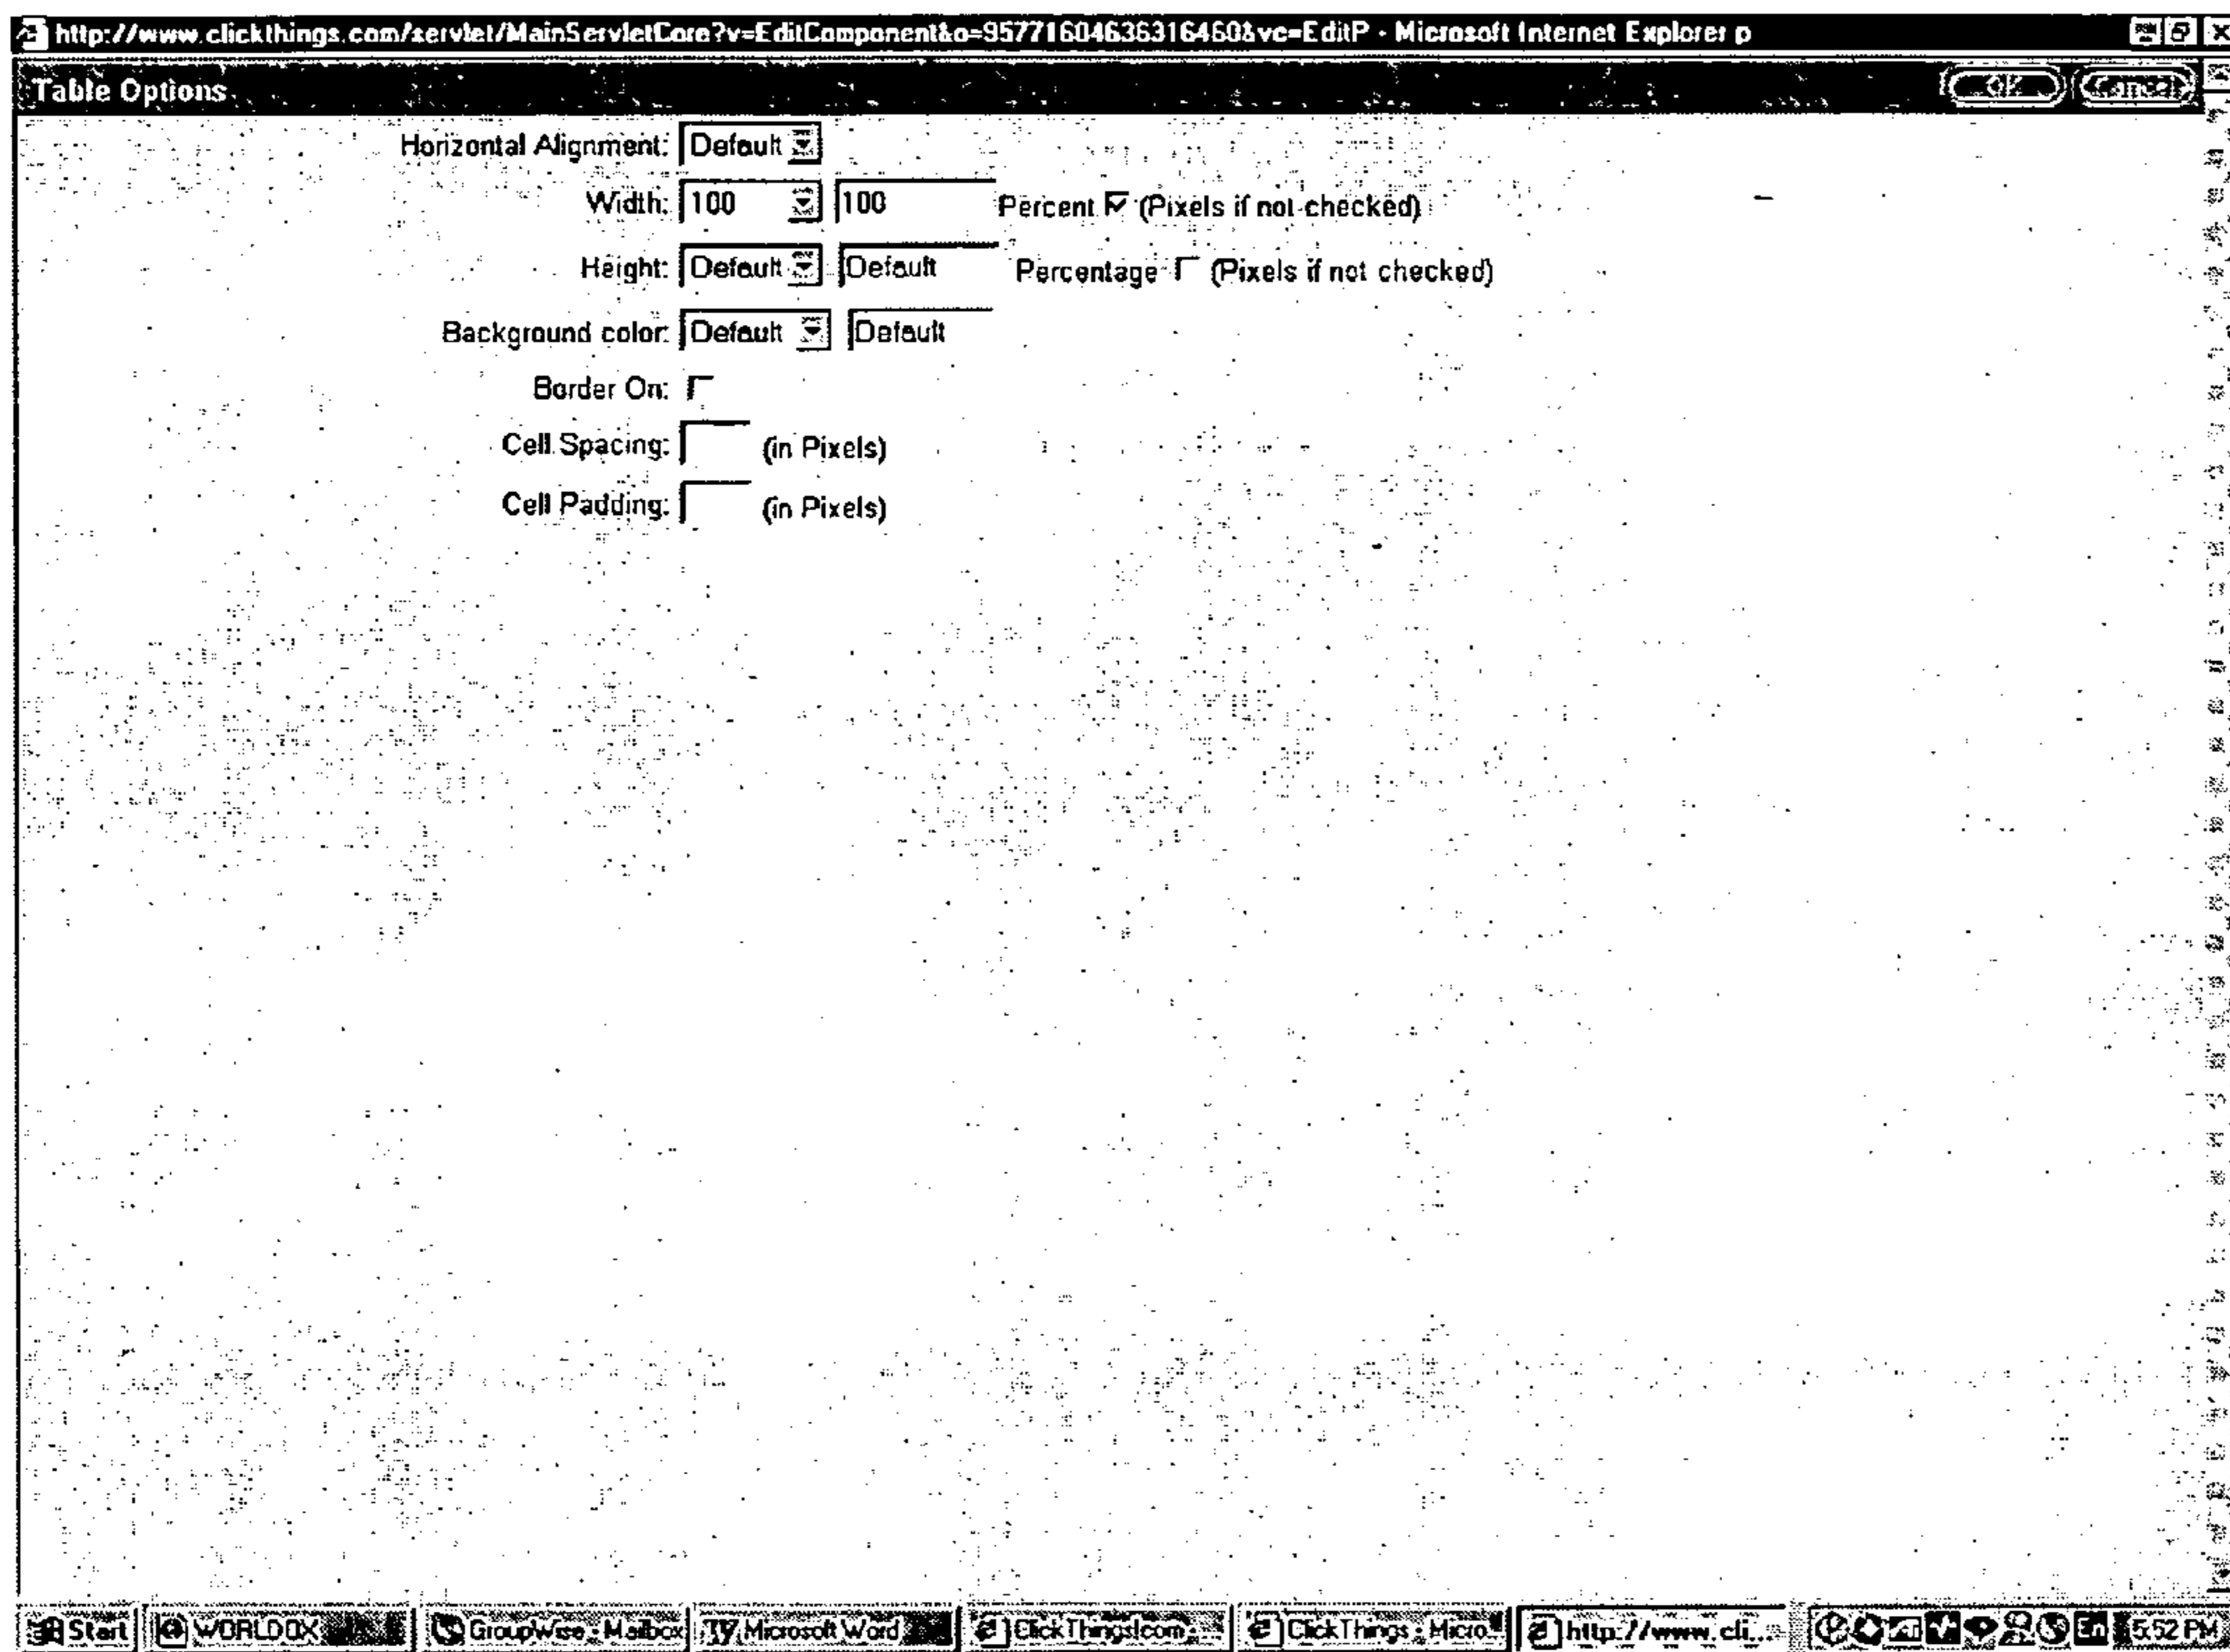 http://www.clickthings.com/servlet/MainServletCore?v=EditComponent&o=957716046363316460&vc=EditP - Microsoft Internet Explorer p
Table Options OK Cancel
Horizontal Alignment: Default
Width: 100 100 Percent (Pixels if not checked)
Height: Default Default Percentage (Pixels if not checked)
Background color: Default Default
Border On:
Cell Spacing: (in Pixels)
Cell Padding: (in Pixels)
Start WORLDOX GroupWise - Mailbox Microsoft Word ClickThings!com - ... ClickThings - Micro... http://www.cli... En 5:52 PM